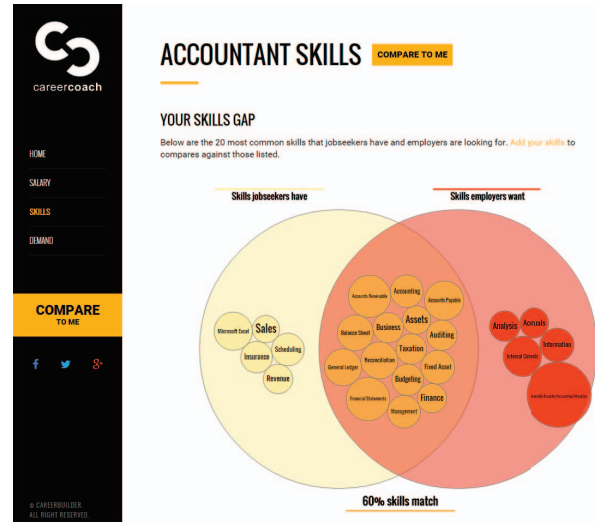 careercoach
HOME
SALARY
SKILLS
DEMAND
COMPARE
TO ME
© CAREERBUILDER
ALL RIGHT RESERVED.
ACCOUNTANT SKILLS
COMPARE TO ME
YOUR SKILLS GAP
Below are the 20 most common skills that jobseekers have and employers are looking for. Add your skills to
compares against those listed.
Skills jobseekers have
Skills employers want
Microsoft Excel
Sales
Insurance
Scheduling
Revenue
Accounts Receivable
Accounting
Accounts Payable
Balance Sheet
Business
Assets
Auditing
General Ledger
Reconciliation
Taxation
Fixed Asset
Budgeting
Financial Statements
Management
Finance
Analysis
Accruals
Internal Controls
Information
60% skills match